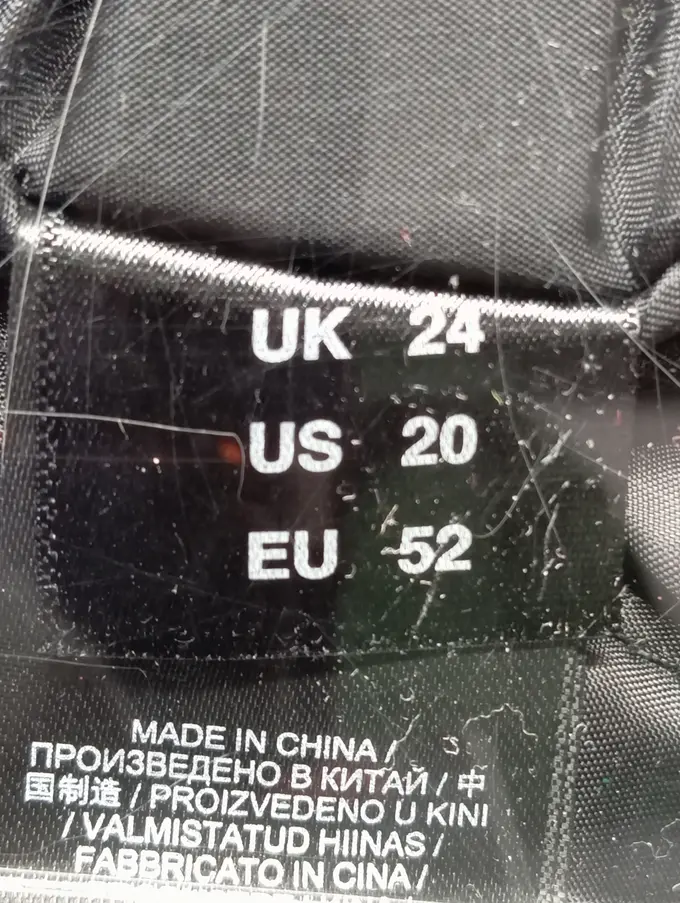 UK 24
US 20
EU 52
MADE IN CHINA /
ПРОИЗВЕДЕНО В КИТАЙ / 中
国制造 / PROIZVEDENO U KINI
/ VALMISTATUD HIINAS /
FABBRICATO IN CINA /